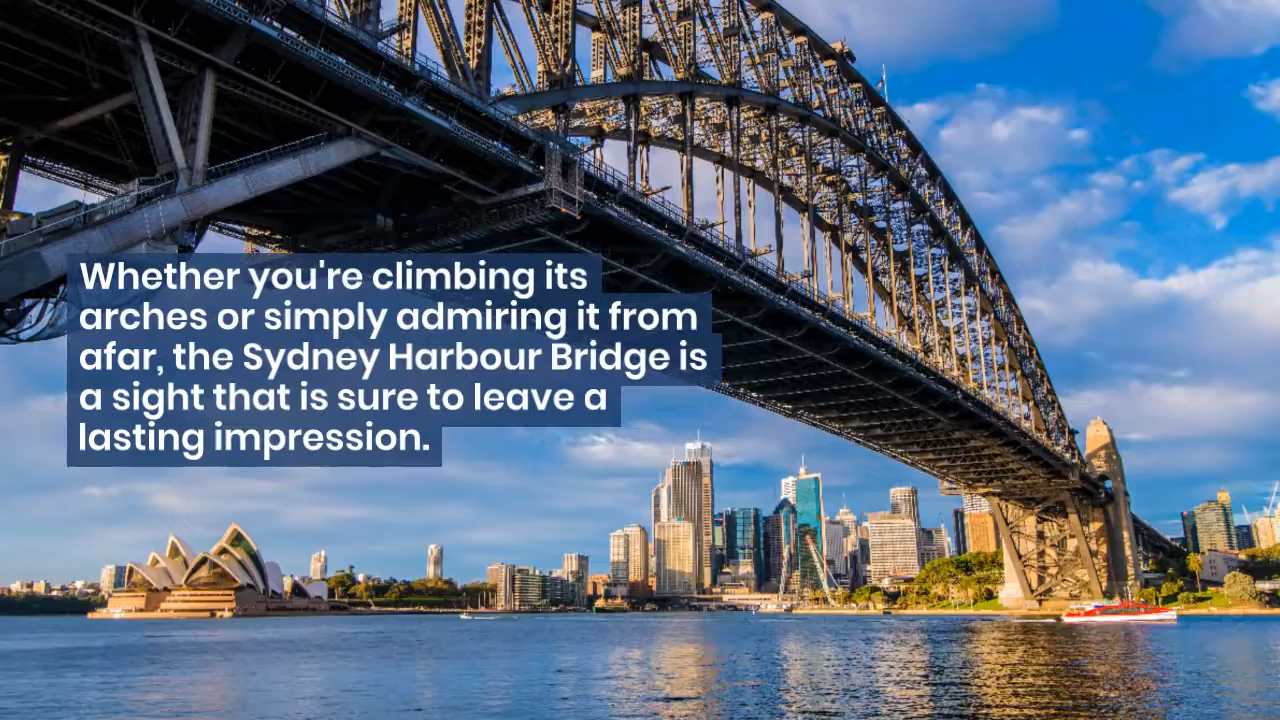 Whether you're climbing its
arches or simply admiring it from
afar, the Sydney Harbour Bridge is
a sight that is sure to leave a
lasting impression.